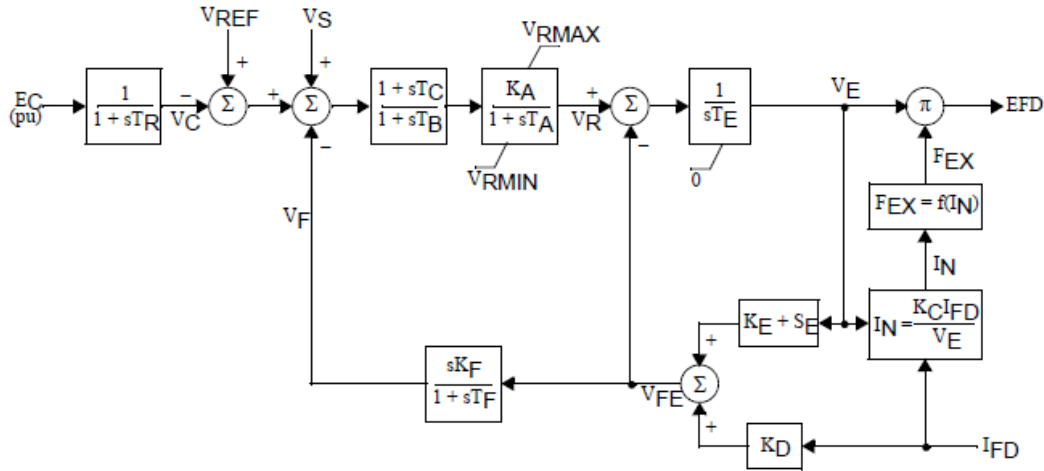 VREF
VS
VRMAX
EC
(pu)
1
1 + sTR
−
VC
+
Σ
+
+
Σ
−
1 + sTC
1 + sTB
KA
1 + sTA
VRMIN
+
VR
Σ
−
1
sTE
0
VE
π
EFD
FEX
FEX = f(IN)
IN
VF
KE + SE
IN = KCIFD
VE
+
Σ
+
sKF
1 + sTF
VFE
KD
IFD